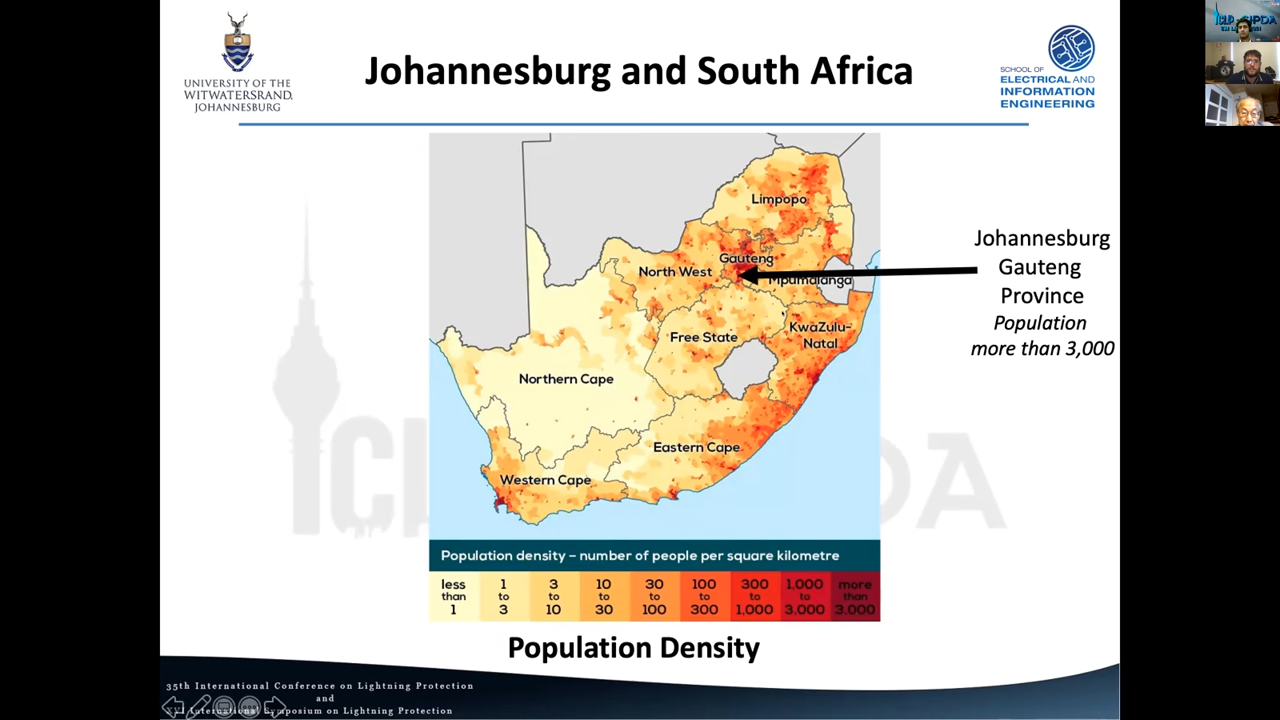 UNIVERSITY OF THE
WITWATERSRAND,
JOHANNESBURG
Johannesburg and South Africa
SCHOOL OF
ELECTRICAL AND
INFORMATION
ENGINEERING
Limpopo
Gauteng
North West
Mpumalanga
Free State
KwaZulu-
Natal
Northern Cape
Eastern Cape
Western Cape
Johannesburg
Gauteng
Province
Population
more than 3,000
Population density – number of people per square kilometre
less than 1
1 to 3
3 to 10
10 to 30
30 to 100
100 to 300
300 to 1,000
1,000 to 3,000
more than 3,000
Population Density
35th International Conference on Lightning Protection
and
XVI International Symposium on Lightning Protection